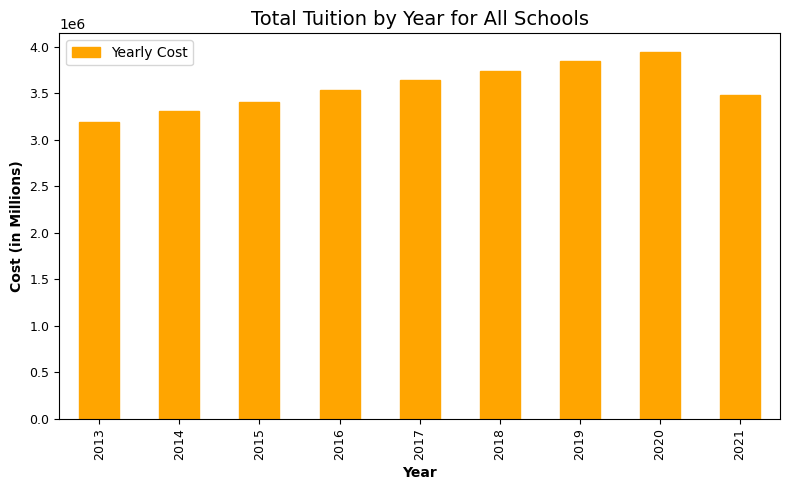 Total Tuition by Year for All Schools
1e6
Yearly Cost
4.0
3.5
3.0
2.5
2.0
1.5
1.0
0.5
0.0
Cost (in Millions)
2013 2014 2015 2016 2017 2018 2019 2020 2021
Year